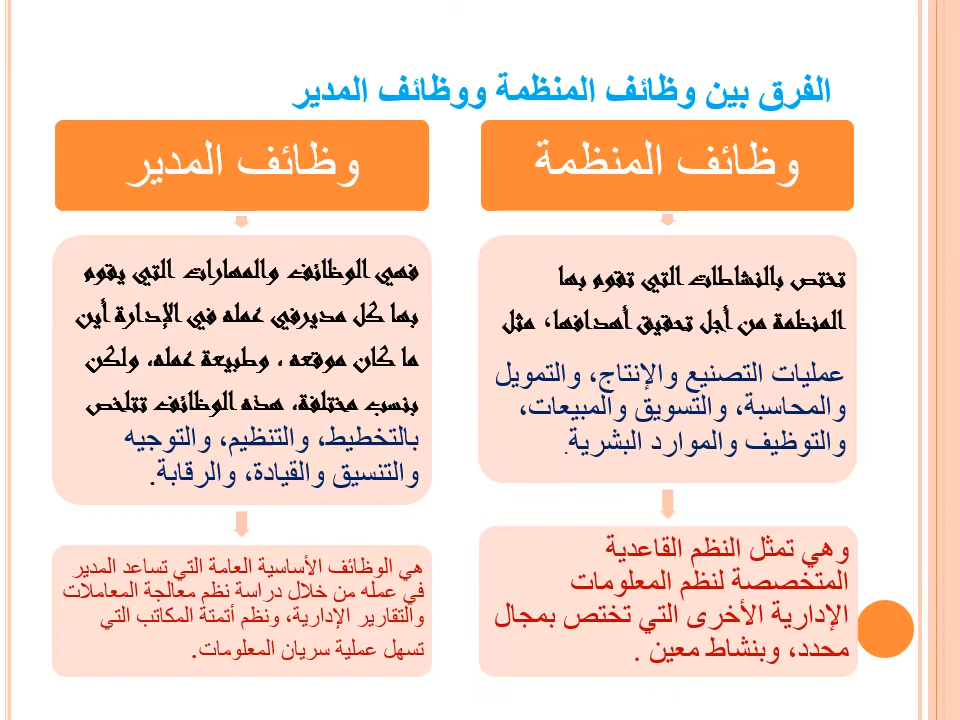 الفرق بين وظائف المنظمة ووظائف المدير
وظائف المنظمة
تختص بالنشاطات التي تقوم بها
المنظمة من أجل تحقيق أهدافها، مثل
عمليات التصنيع والإنتاج، والتمويل
والمحاسبة، والتسويق والمبيعات،
والتوظيف والموارد البشرية.
وهي تمثل النظم القاعدية
المتخصصة لنظم المعلومات
الإدارية الأخرى التي تختص بمجال
محدد، وبنشاط معين .
وظائف المدير
فهي الوظائف والمهارات التي يقوم
بها كل مديرفي عمله في الإدارة أين
ما كان موقعه ، وطبيعة عمله، ولكن
بنسب مختلفة، هذه الوظائف تتلخص
بالتخطيط، والتنظيم، والتوجيه
والتنسيق والقيادة، والرقابة.
هي الوظائف الأساسية العامة التي تساعد المدير
في عمله من خلال دراسة نظم معالجة المعاملات
والتقارير الإدارية، ونظم أتمتة المكاتب التي
تسهل عملية سريان المعلومات.